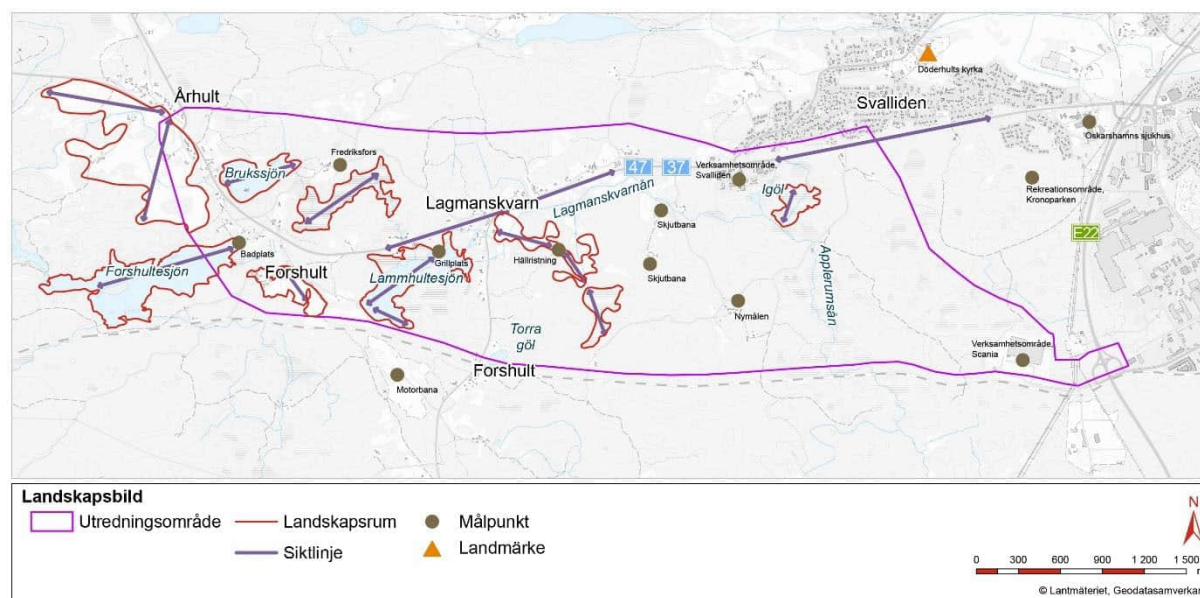 Döderhults kyrka
Århult
Svalliden
Oskarshamns sjukhus
Fredriksfors
Brukssjön
47
37
Verksamhetsområde,
Svalliden
Igöl
Rekreationsområde,
Kronoparken
Lagmanskvarn
Lagmanskvarnån
Skjutbana
E22
Badplats
Grillplats
Hällristning
Forshultesjön
Forshult
Lammhultesjön
Skjutbana
Applerumsån
Nymålen
Torra
göl
Verksamhetsområde,
Scania
Forshult
Motorbana
Landskapsbild
Utredningsområde
Landskapsrum
Målpunkt
Siktlinje
Landmärke
N
0 300 600 900 1 200 1 500
© Lantmäteriet, Geodatasamverkan